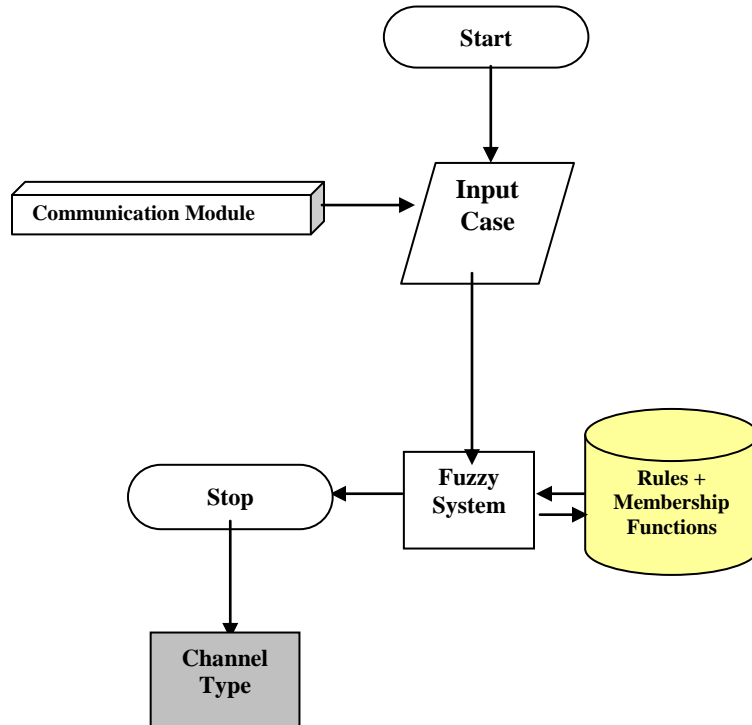 Start
Input
Case
Communication Module
Fuzzy
System
Rules +
Membership
Functions
Stop
Channel
Type